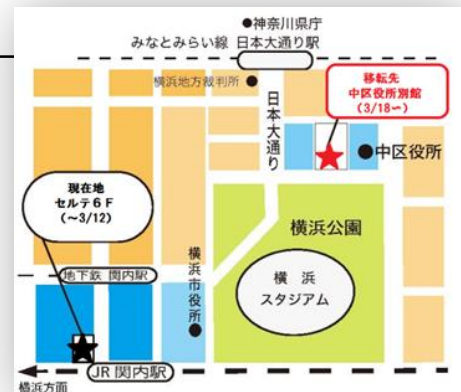 ●神奈川県庁
みなとみらい線 日本大通り駅
横浜地方裁判所●
日本大通り
移転先
中区役所別館
(3/18〜)
●中区役所
現在地
セルテ6F
(〜3/12)
横浜公園
横浜
スタジアム
地下鉄 関内駅
横浜市役所●
JR 関内駅
横浜方面